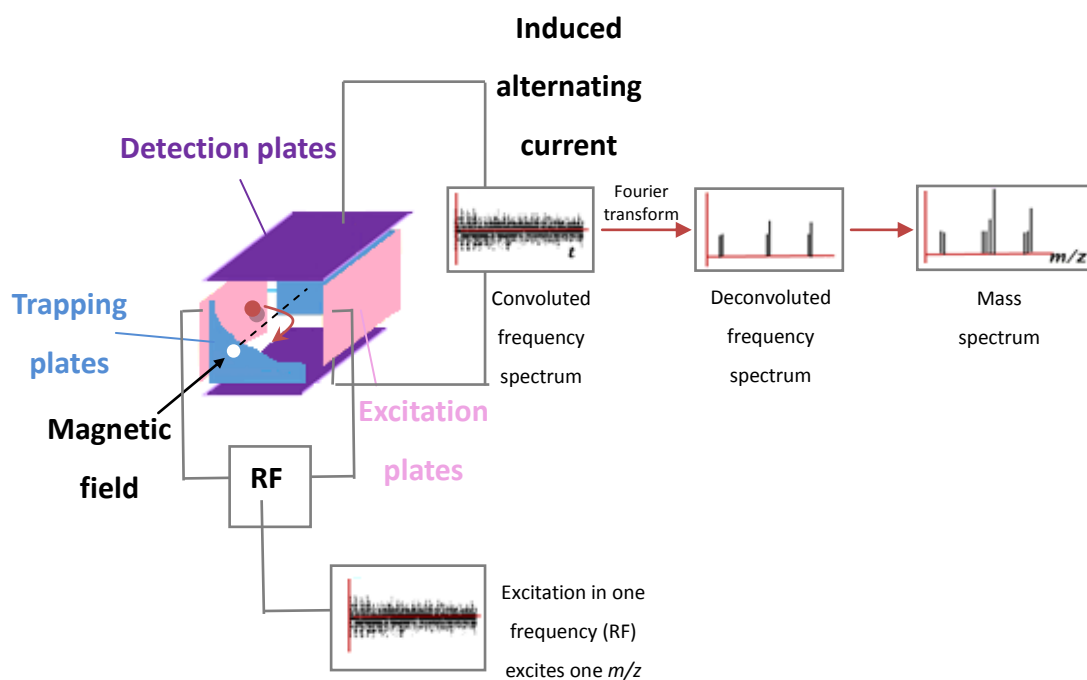 Induced
alternating
current
Detection plates
Fourier
transform
t
m/z
Convoluted
frequency
spectrum
Deconvoluted
frequency
spectrum
Mass
spectrum
Trapping
plates
Excitation
plates
Magnetic
field
RF
Excitation in one
frequency (RF)
excites one m/z